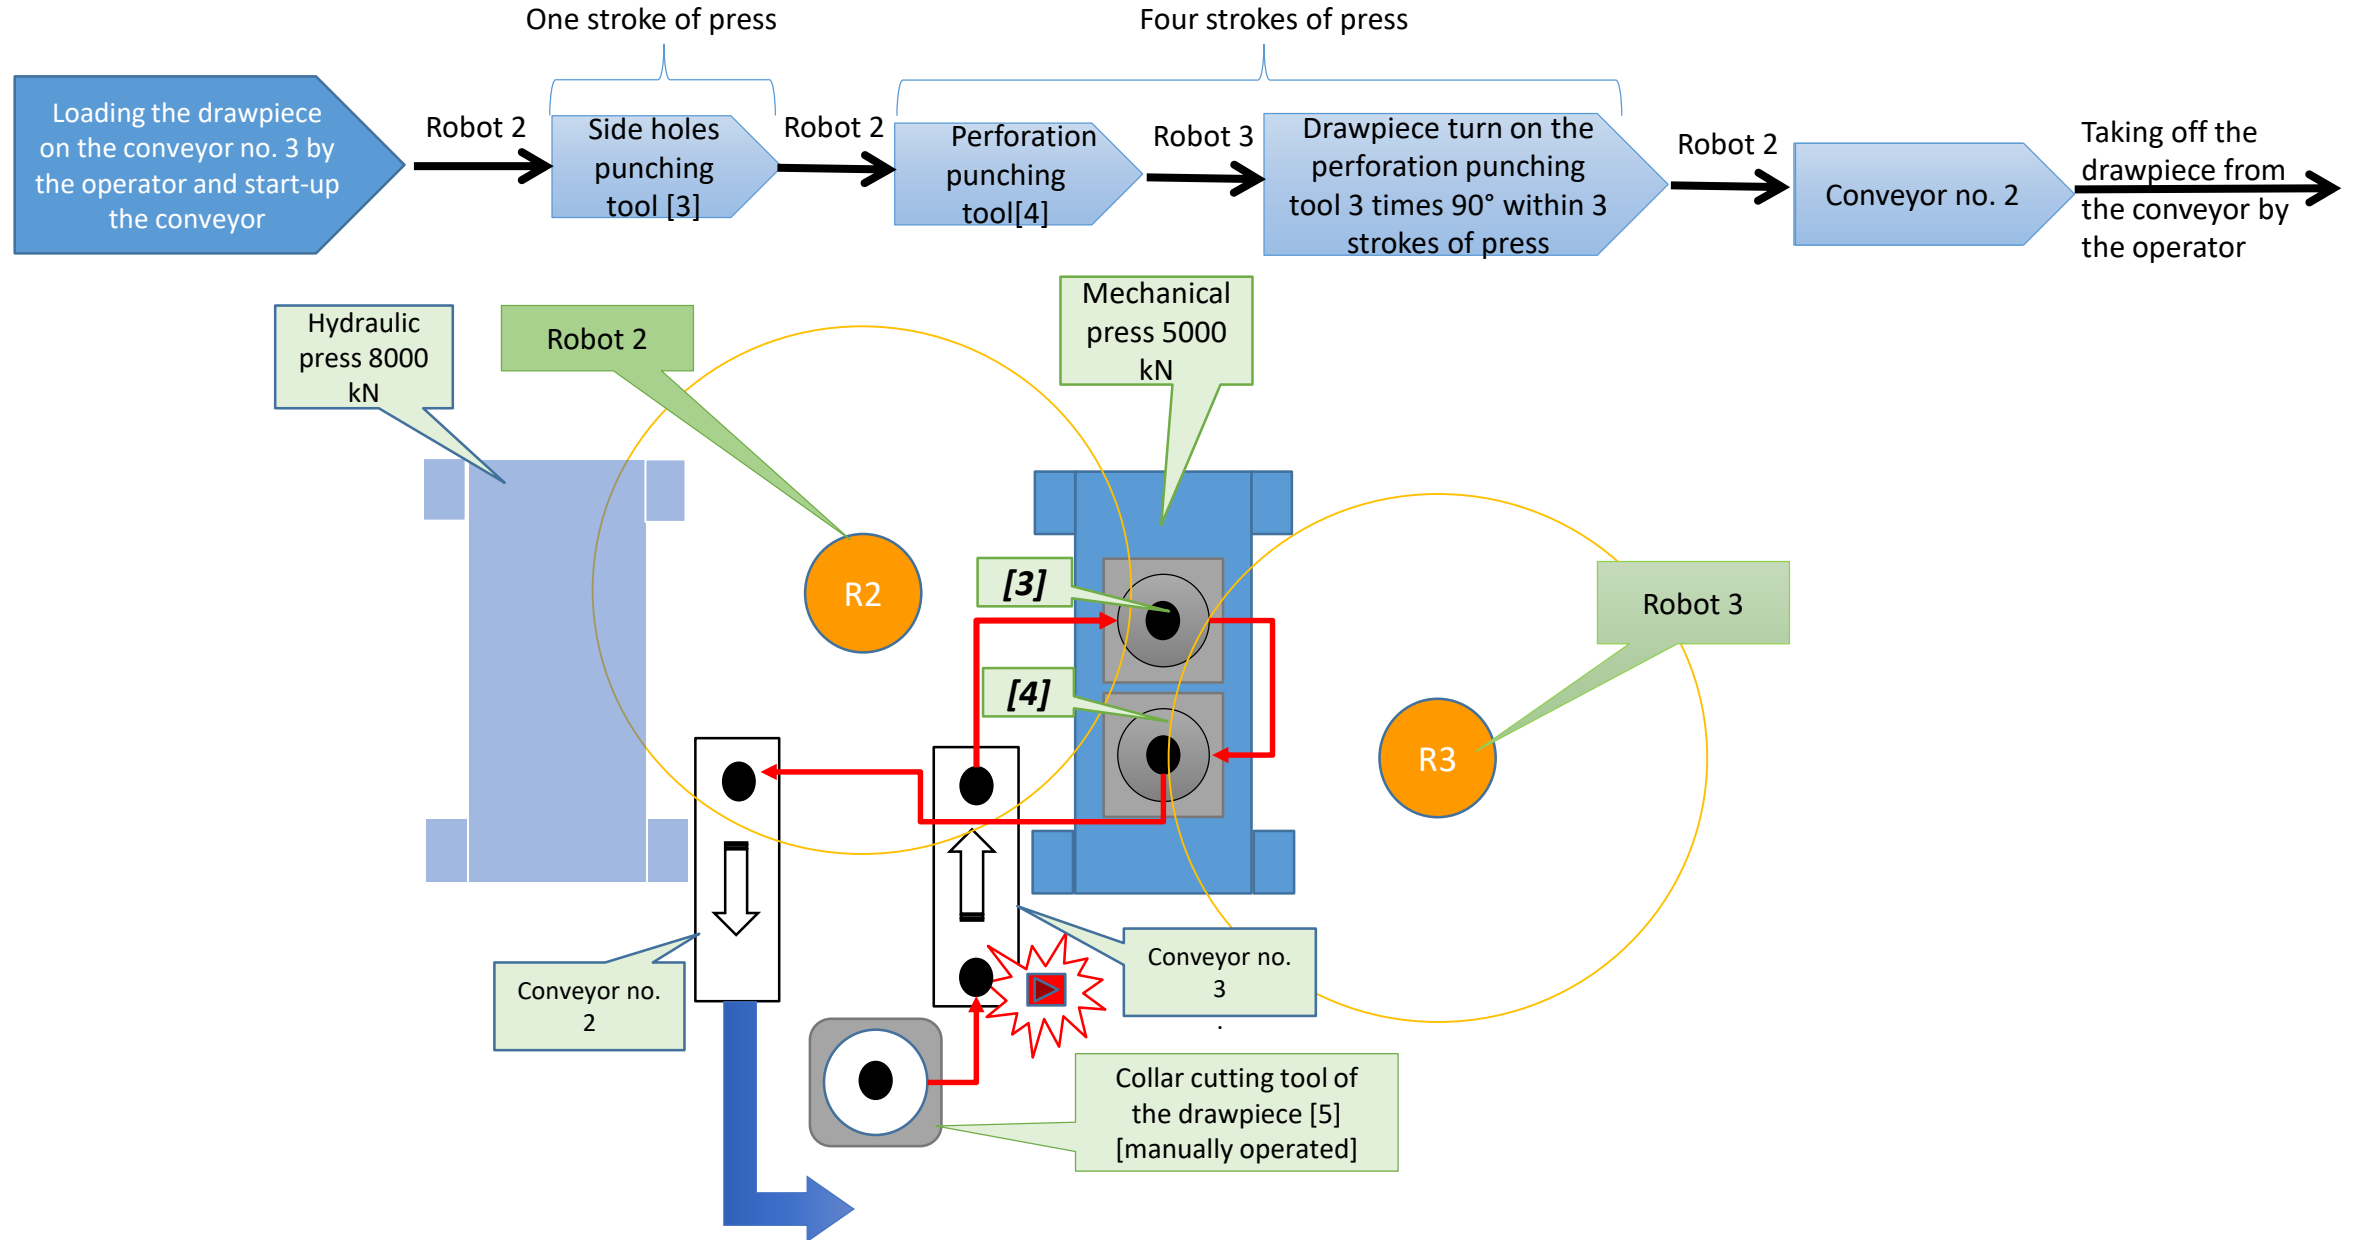 One stroke of press
Four strokes of press
Loading the drawpiece
on the conveyor no. 3 by
the operator and start-up
the conveyor
Robot 2
Side holes
punching
tool [3]
Robot 2
Perforation
punching
tool[4]
Robot 3
Drawpiece turn on the
perforation punching
tool 3 times 90° within 3
strokes of press
Robot 2
Conveyor no. 2
Taking off the
drawpiece from
the conveyor by
the operator
Hydraulic
press 8000
kN
Robot 2
Mechanical
press 5000
kN
R2
[3]
[4]
Robot 3
R3
Conveyor no.
2
Conveyor no.
3
.
Collar cutting tool of
the drawpiece [5]
[manually operated]